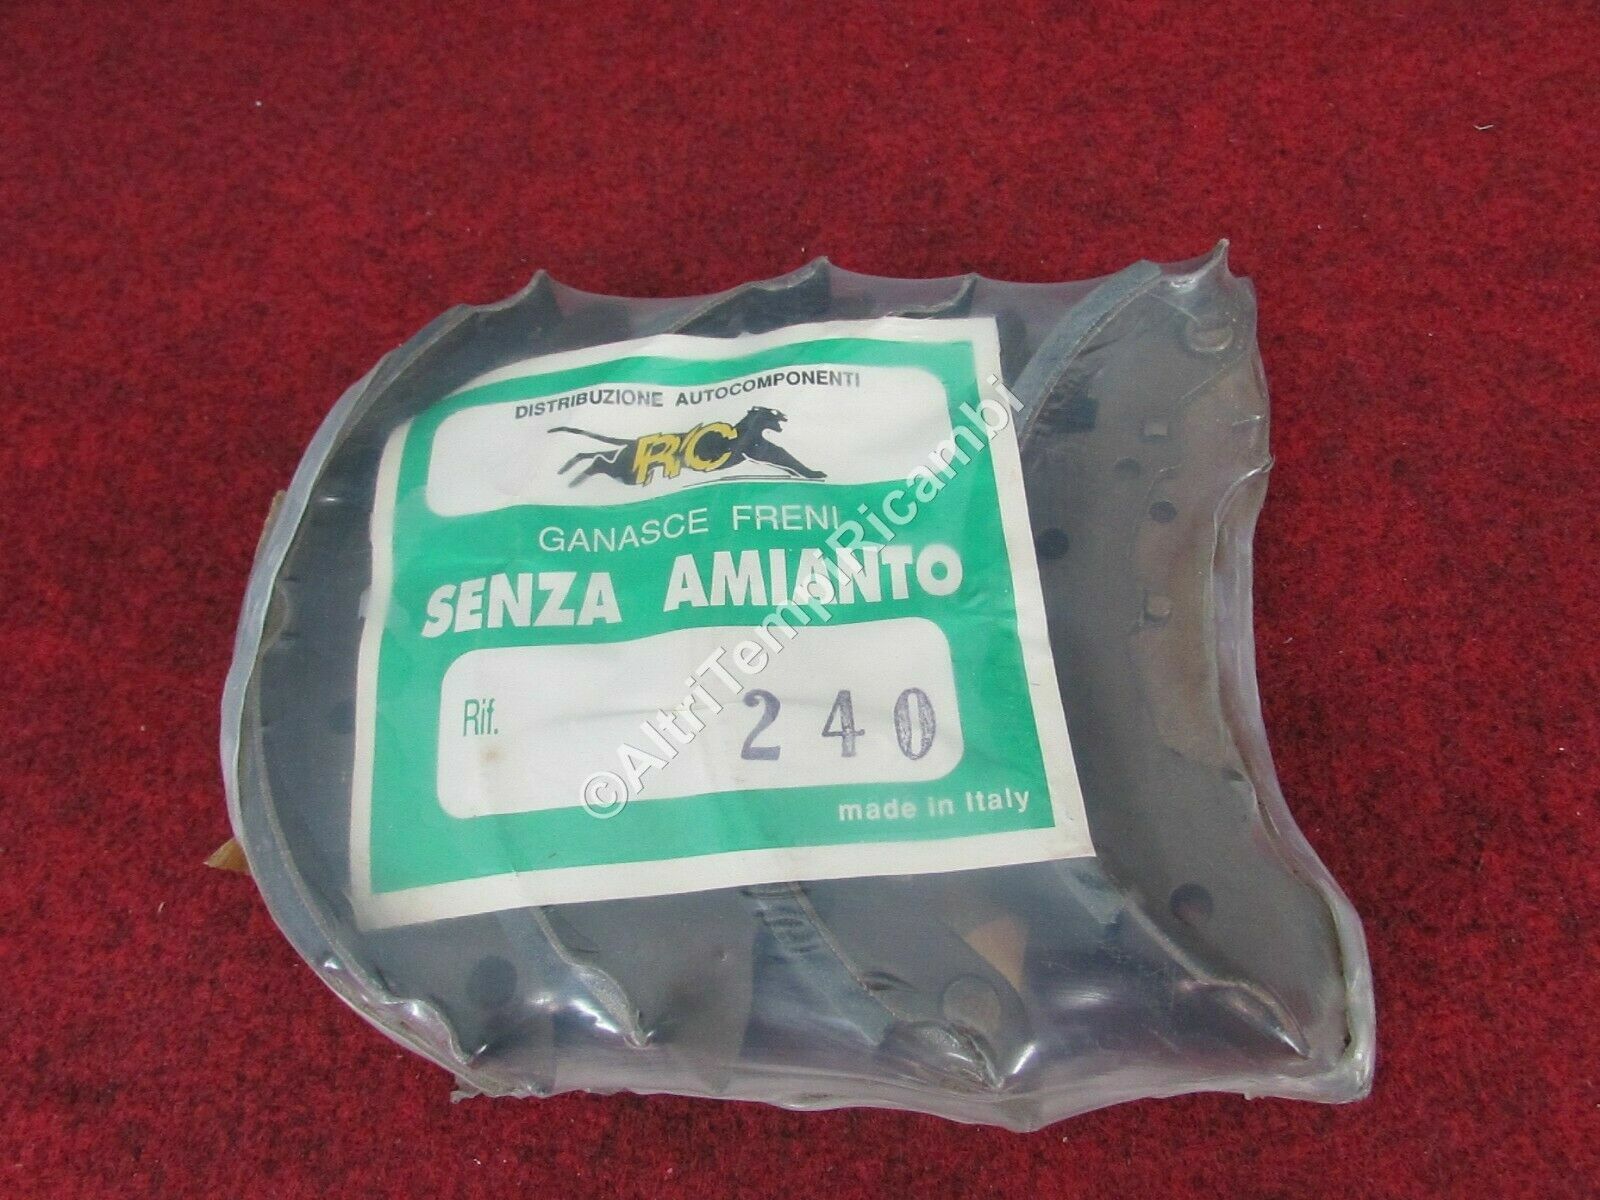 DISTRIBUZIONE AUTOCOMPONENTI
RC
GANASCE FRENI
SENZA AMIANTO
Rif. 240
made in Italy
©AltriTempiRicambi